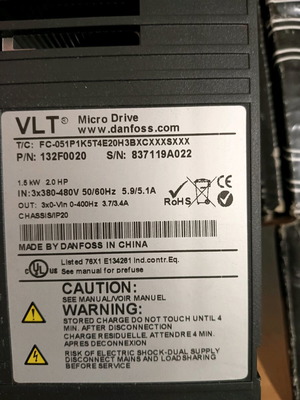 VLT® Micro Drive
www.danfoss.com
T/C: FC-051P1K5T4E20H3BXCXXXSXXX
P/N: 132F0020 S/N: 837119A022
1.5 kW 2.0 HP
IN: 3x380-480V 50/60Hz 5.9/5.1A
OUT: 3x0-Vin 0-400Hz 3.7/3.4A
CHASSIS/IP20
RoHS
MADE BY DANFOSS IN CHINA
c UL US LISTED
Listed 76X1 E134261 Ind.contr.Eq.
See manual for prefuse
CAUTION:
SEE MANUAL/VOIR MANUEL
WARNING:
STORED CHARGE DO NOT TOUCH UNTIL 4
MIN. AFTER DISCONNECTION
CHARGE RESIDUELLE, ATTENDRE 4 MIN.
APRES DECONNEXION
RISK OF ELECTRIC SHOCK-DUAL SUPPLY
DISCONNECT MAINS AND LOADSHARING
BEFORE SERVICE